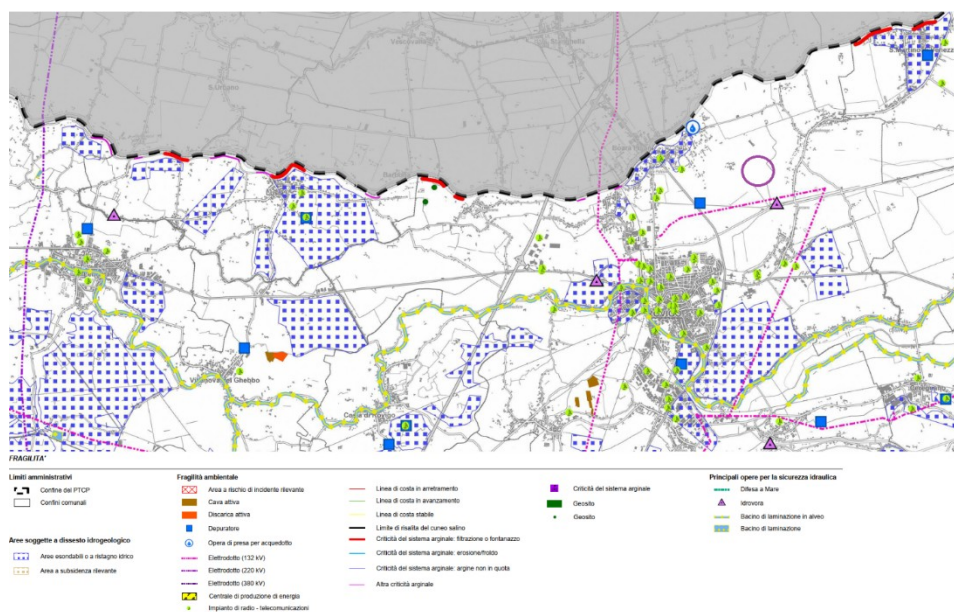 S.Urbano
Villanova del Ghebbo
FRAGILITA'
Limiti amministrativi
Confine del PTCP
Confini comunali
Aree soggette a dissesto idrogeologico
Aree esondabili o a ristagno idrico
Area a subsidenza rilevante
Fragilità ambientale
Area a rischio di incidente rilevante
Cava attiva
Discarica attiva
Depuratore
Opera di presa per acquedotto
Elettrodotto (132 kV)
Elettrodotto (220 kV)
Elettrodotto (380 kV)
Centrale di produzione di energia
Impianto di radio - telecomunicazioni
Linea di costa in arretramento
Linea di costa in avanzamento
Linea di costa stabile
Limite di risalita del cuneo salino
Criticità del sistema arginale: filtrazione o fontanazzo
Criticità del sistema arginale: erosione/froldo
Criticità del sistema arginale: argine non in quota
Altra criticità arginale
Criticità del sistema arginale
Geosito
Geosito
Principali opere per la sicurezza idraulica
Difesa a Mare
Idrovora
Bacino di laminazione in alveo
Bacino di laminazione